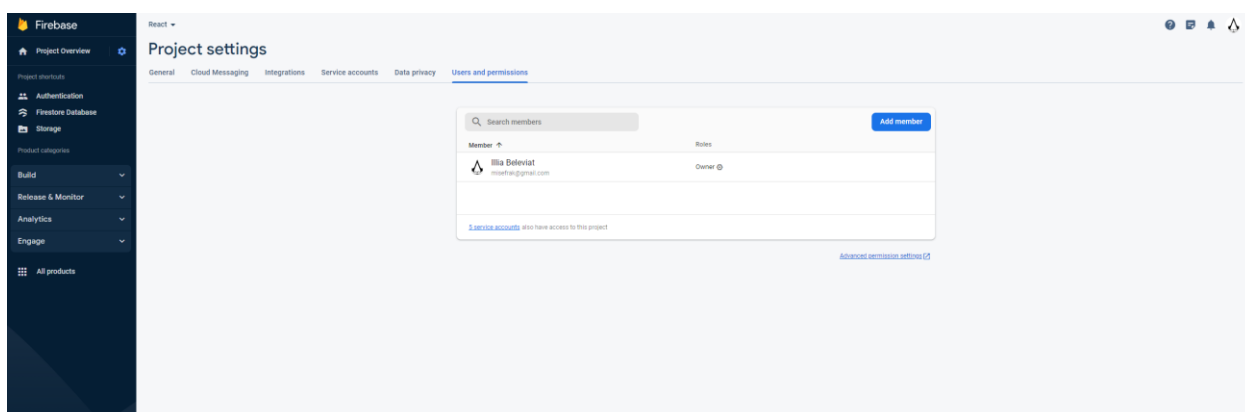 Firebase
Project Overview
Project shortcuts
Authentication
Firestore Database
Storage
Product categories
Build
Release & Monitor
Analytics
Engage
All products
React
Project settings
General Cloud Messaging Integrations Service accounts Data privacy Users and permissions
Search members
Add member
Member Roles
Illia Beleviat
Owner
5 service accounts also have access to this project
Advanced permission settings